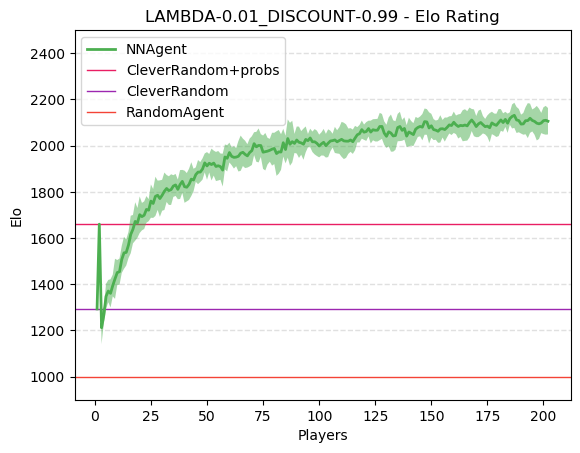 LAMBDA-0.01_DISCOUNT-0.99 - Elo Rating
NNAgent
CleverRandom+probs
CleverRandom
RandomAgent
Elo
2400
2200
2000
1800
1600
1400
1200
1000
0 25 50 75 100 125 150 175 200
Players